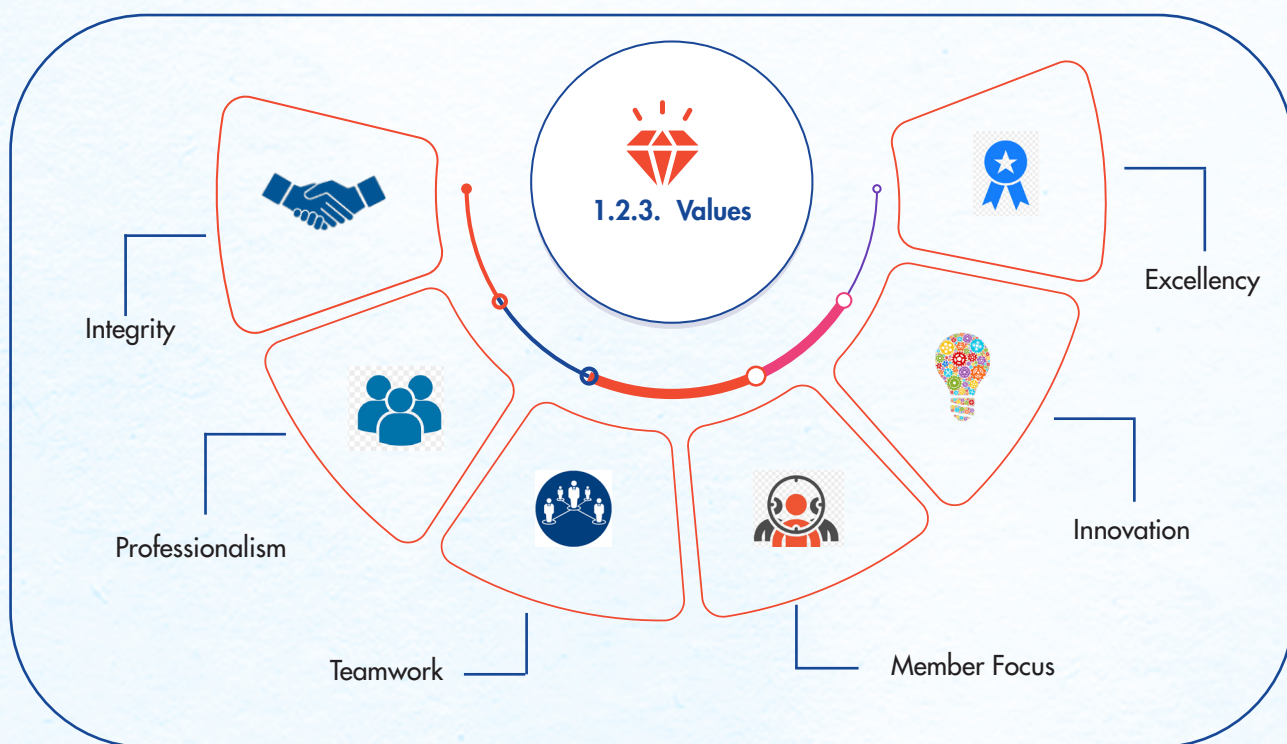 1.2.3. Values
Integrity
Professionalism
Teamwork
Member Focus
Innovation
Excellency